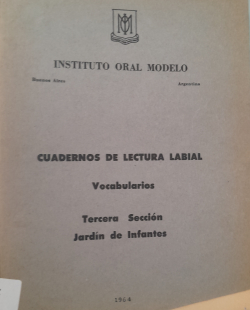 INSTITUTO ORAL MODELO
Buenos Aires Argentina
CUADERNOS DE LECTURA LABIAL
Vocabularios
Tercera Sección
Jardín de Infantes
1964